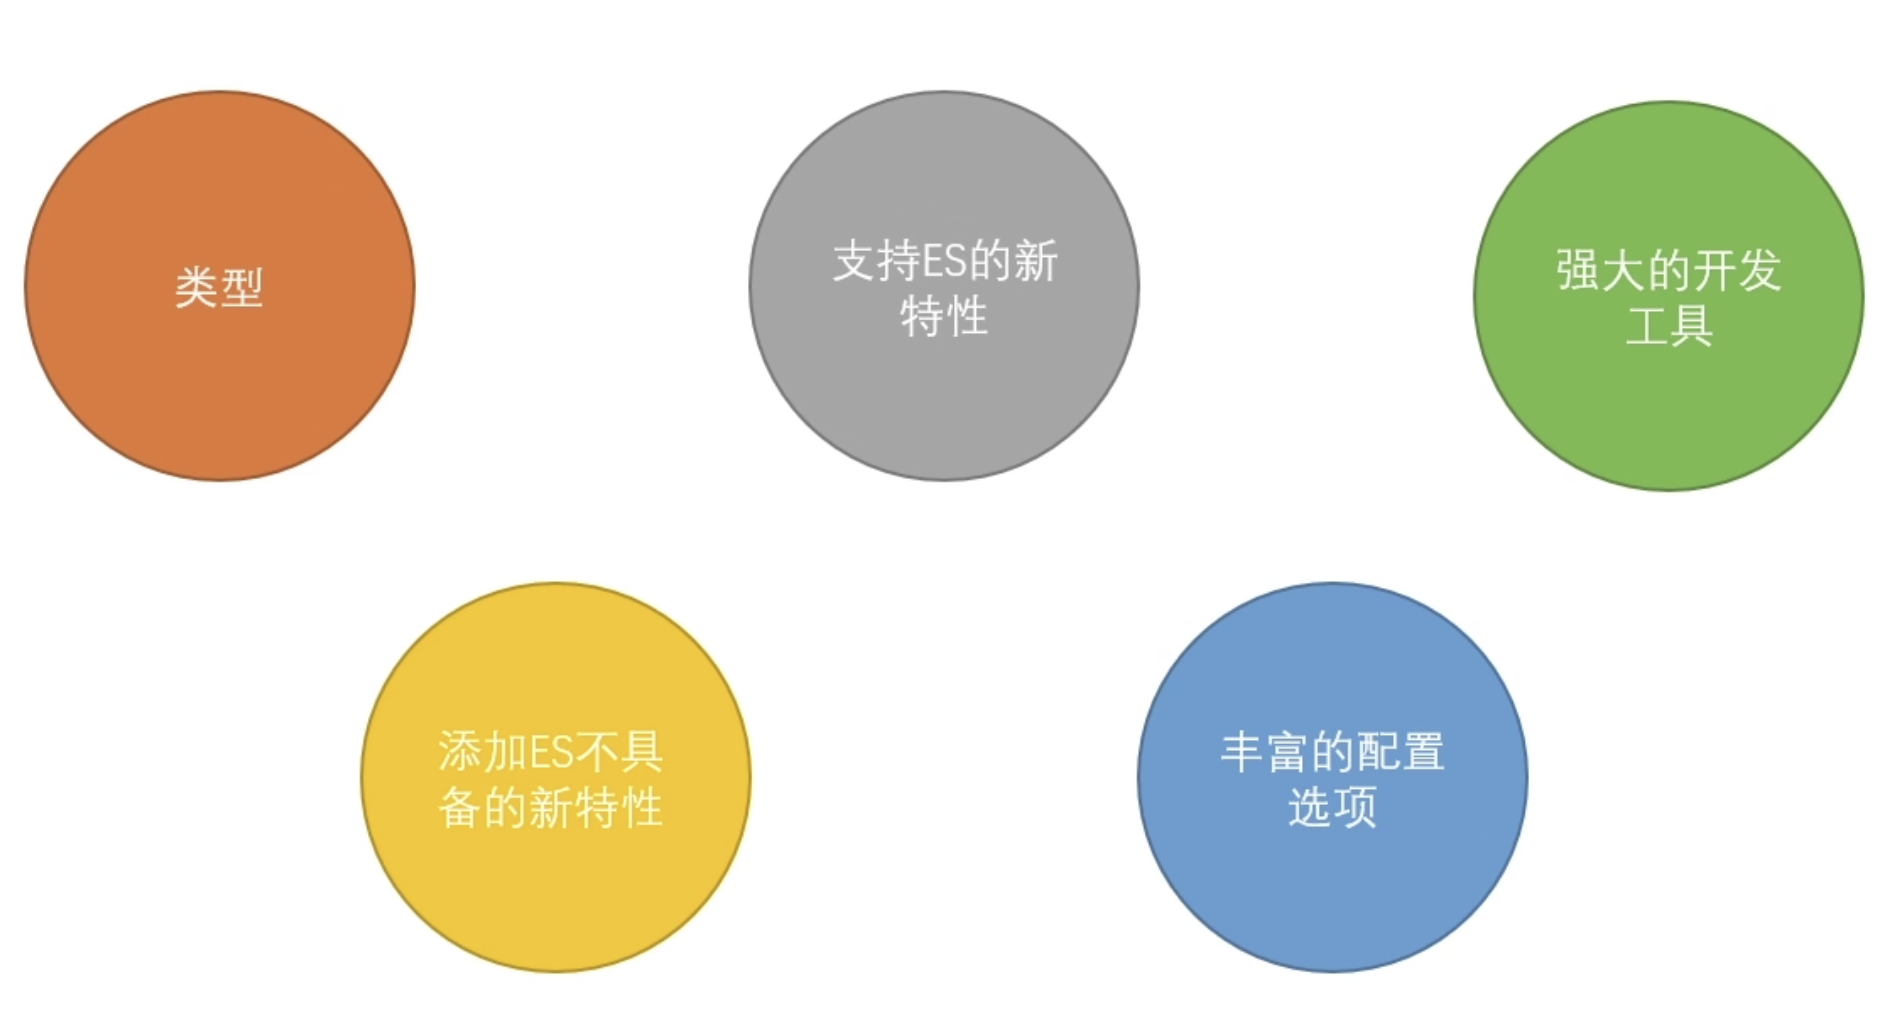 类型
支持ES的新
特性
强大的开发
工具
添加ES不具
备的新特性
丰富的配置
选项